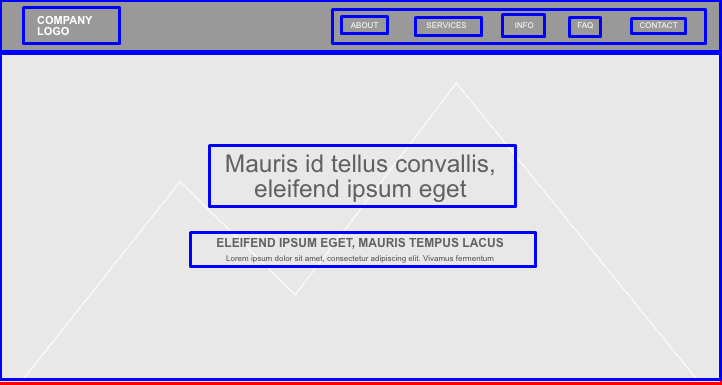 COMPANY
LOGO
ABOUT SERVICES INFO FAQ CONTACT
Mauris id tellus convallis,
eleifend ipsum eget
ELEIFEND IPSUM EGET, MAURIS TEMPUS LACUS
Lorem ipsum dolor sit amet, consectetur adipiscing elit. Vivamus fermentum